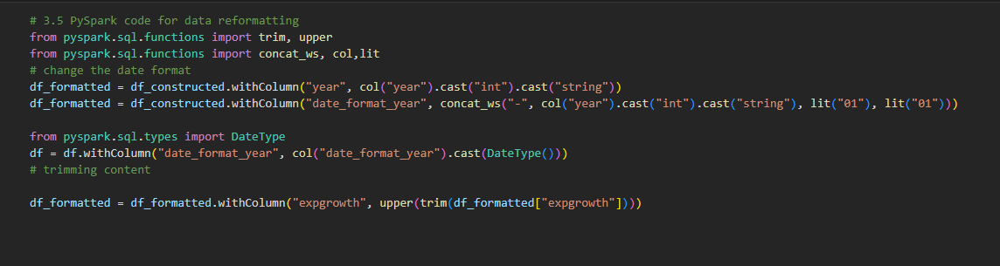 # 3.5 PySpark code for data reformatting
from pyspark.sql.functions import trim, upper
from pyspark.sql.functions import concat_ws, col,lit
# change the date format
df_formatted = df_constructed.withColumn("year", col("year").cast("int").cast("string"))
df_formatted = df_constructed.withColumn("date_format_year", concat_ws("-", col("year").cast("int").cast("string"), lit("01"), lit("01")))
from pyspark.sql.types import DateType
df = df.withColumn("date_format_year", col("date_format_year").cast(DateType()))
# trimming content
df_formatted = df_formatted.withColumn("expgrowth", upper(trim(df_formatted["expgrowth"])))